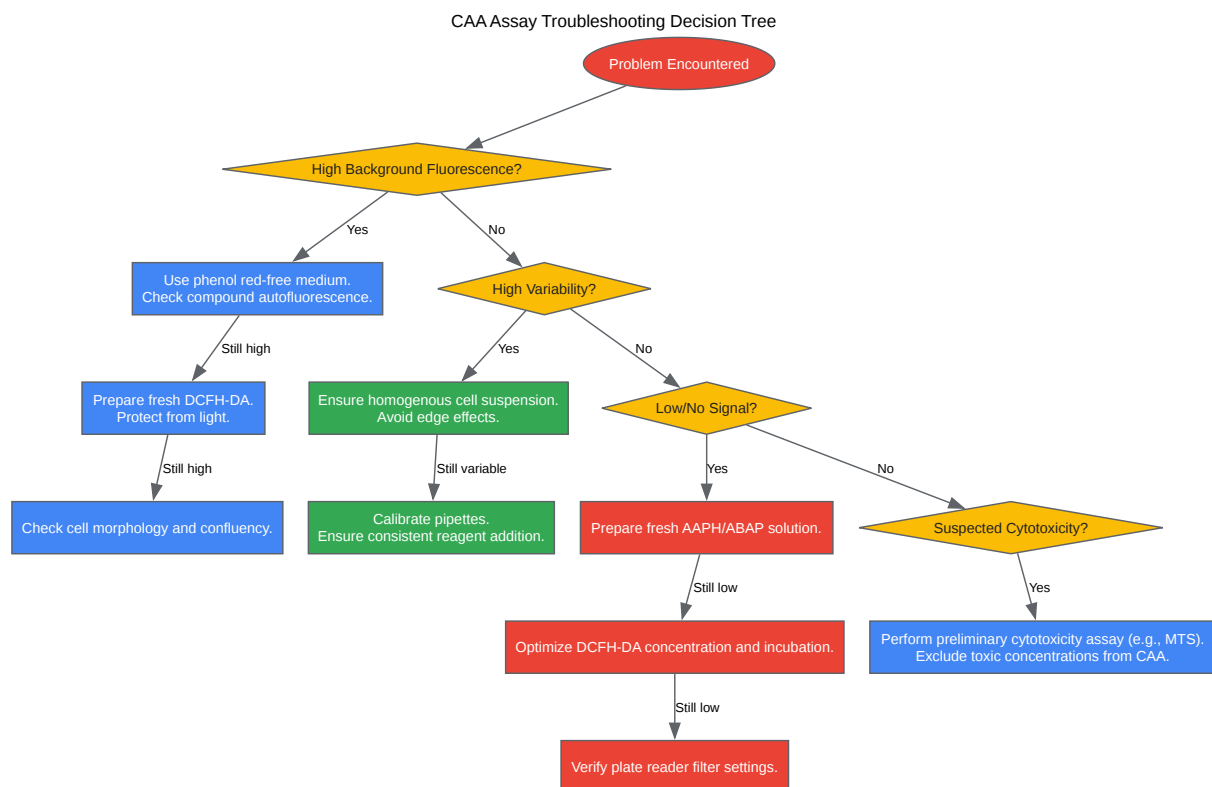 CAA Assay Troubleshooting Decision Tree
Problem Encountered
High Background Fluorescence?
Yes
No
Use phenol red-free medium.
Check compound autofluorescence.
High Variability?
Still high
Yes
No
Prepare fresh DCFH-DA.
Protect from light.
Ensure homogenous cell suspension.
Avoid edge effects.
Low/No Signal?
Still high
Still variable
Yes
No
Check cell morphology and confluency.
Calibrate pipettes.
Ensure consistent reagent addition.
Prepare fresh AAPH/ABAP solution.
Suspected Cytotoxicity?
Still low
Yes
Optimize DCFH-DA concentration and incubation.
Perform preliminary cytotoxicity assay (e.g., MTS).
Exclude toxic concentrations from CAA.
Still low
Verify plate reader filter settings.